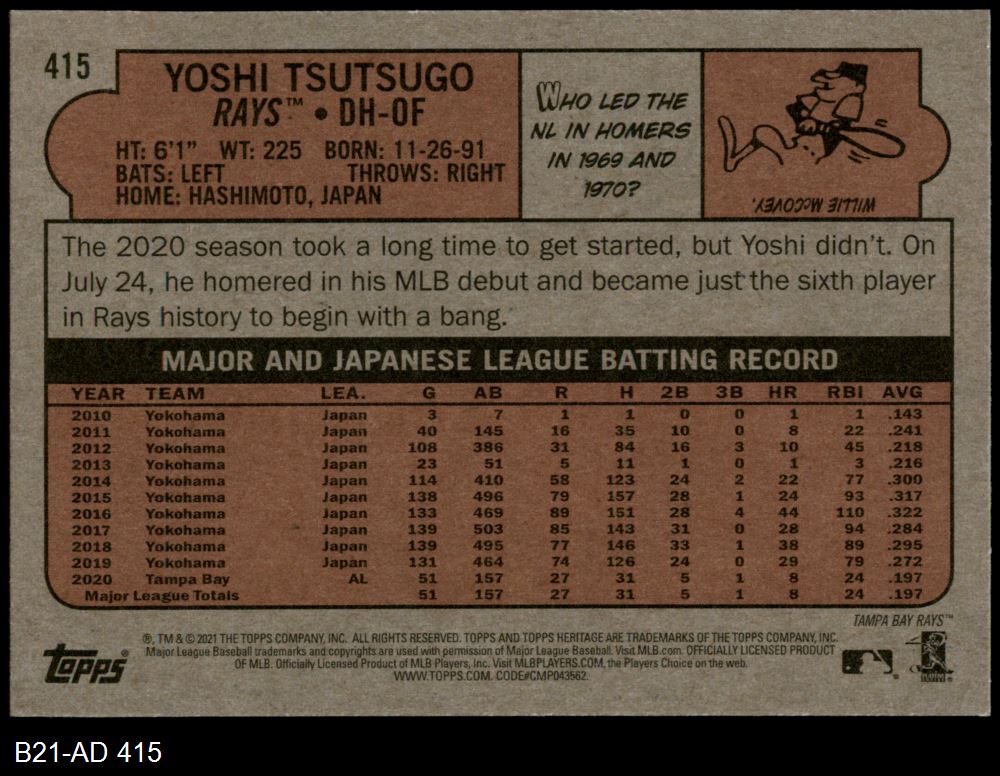 415
YOSHI TSUTSUGO
RAYS™ • DH-OF
HT: 6'1" WT: 225 BORN: 11-26-91
BATS: LEFT THROWS: RIGHT
HOME: HASHIMOTO, JAPAN
WHO LED THE
NL IN HOMERS
IN 1969 AND
1970?
WILLIE McCOVEY.
The 2020 season took a long time to get started, but Yoshi didn't. On
July 24, he homered in his MLB debut and became just the sixth player
in Rays history to begin with a bang.
MAJOR AND JAPANESE LEAGUE BATTING RECORD
YEAR TEAM LEA. G AB R H 2B 3B HR RBI AVG
2010 Yokohama Japan 3 7 1 1 0 0 1 1 .143
2011 Yokohama Japan 40 145 16 35 10 0 8 22 .241
2012 Yokohama Japan 108 386 31 84 16 3 10 45 .218
2013 Yokohama Japan 23 51 5 11 1 0 1 3 .216
2014 Yokohama Japan 114 410 58 123 24 2 22 77 .300
2015 Yokohama Japan 138 496 79 157 28 1 24 93 .317
2016 Yokohama Japan 133 469 89 151 28 4 44 110 .322
2017 Yokohama Japan 139 503 85 143 31 0 28 94 .284
2018 Yokohama Japan 139 495 77 146 33 1 38 89 .295
2019 Yokohama Japan 131 464 74 126 24 0 29 79 .272
2020 Tampa Bay AL 51 157 27 31 5 1 8 24 .197
Major League Totals 51 157 27 31 5 1 8 24 .197
TAMPA BAY RAYS™
topps®
®, TM & © 2021 THE TOPPS COMPANY, INC. ALL RIGHTS RESERVED. TOPPS AND TOPPS HERITAGE ARE TRADEMARKS OF THE TOPPS COMPANY, INC.
Major League Baseball trademarks and copyrights are used with permission of Major League Baseball. Visit MLB.com. OFFICIALLY LICENSED PRODUCT
OF MLB. Officially Licensed Product of MLB Players, Inc. Visit MLBPLAYERS.COM, the Players Choice on the web.
WWW.TOPPS.COM. CODE#CMP043562.
B21-AD 415